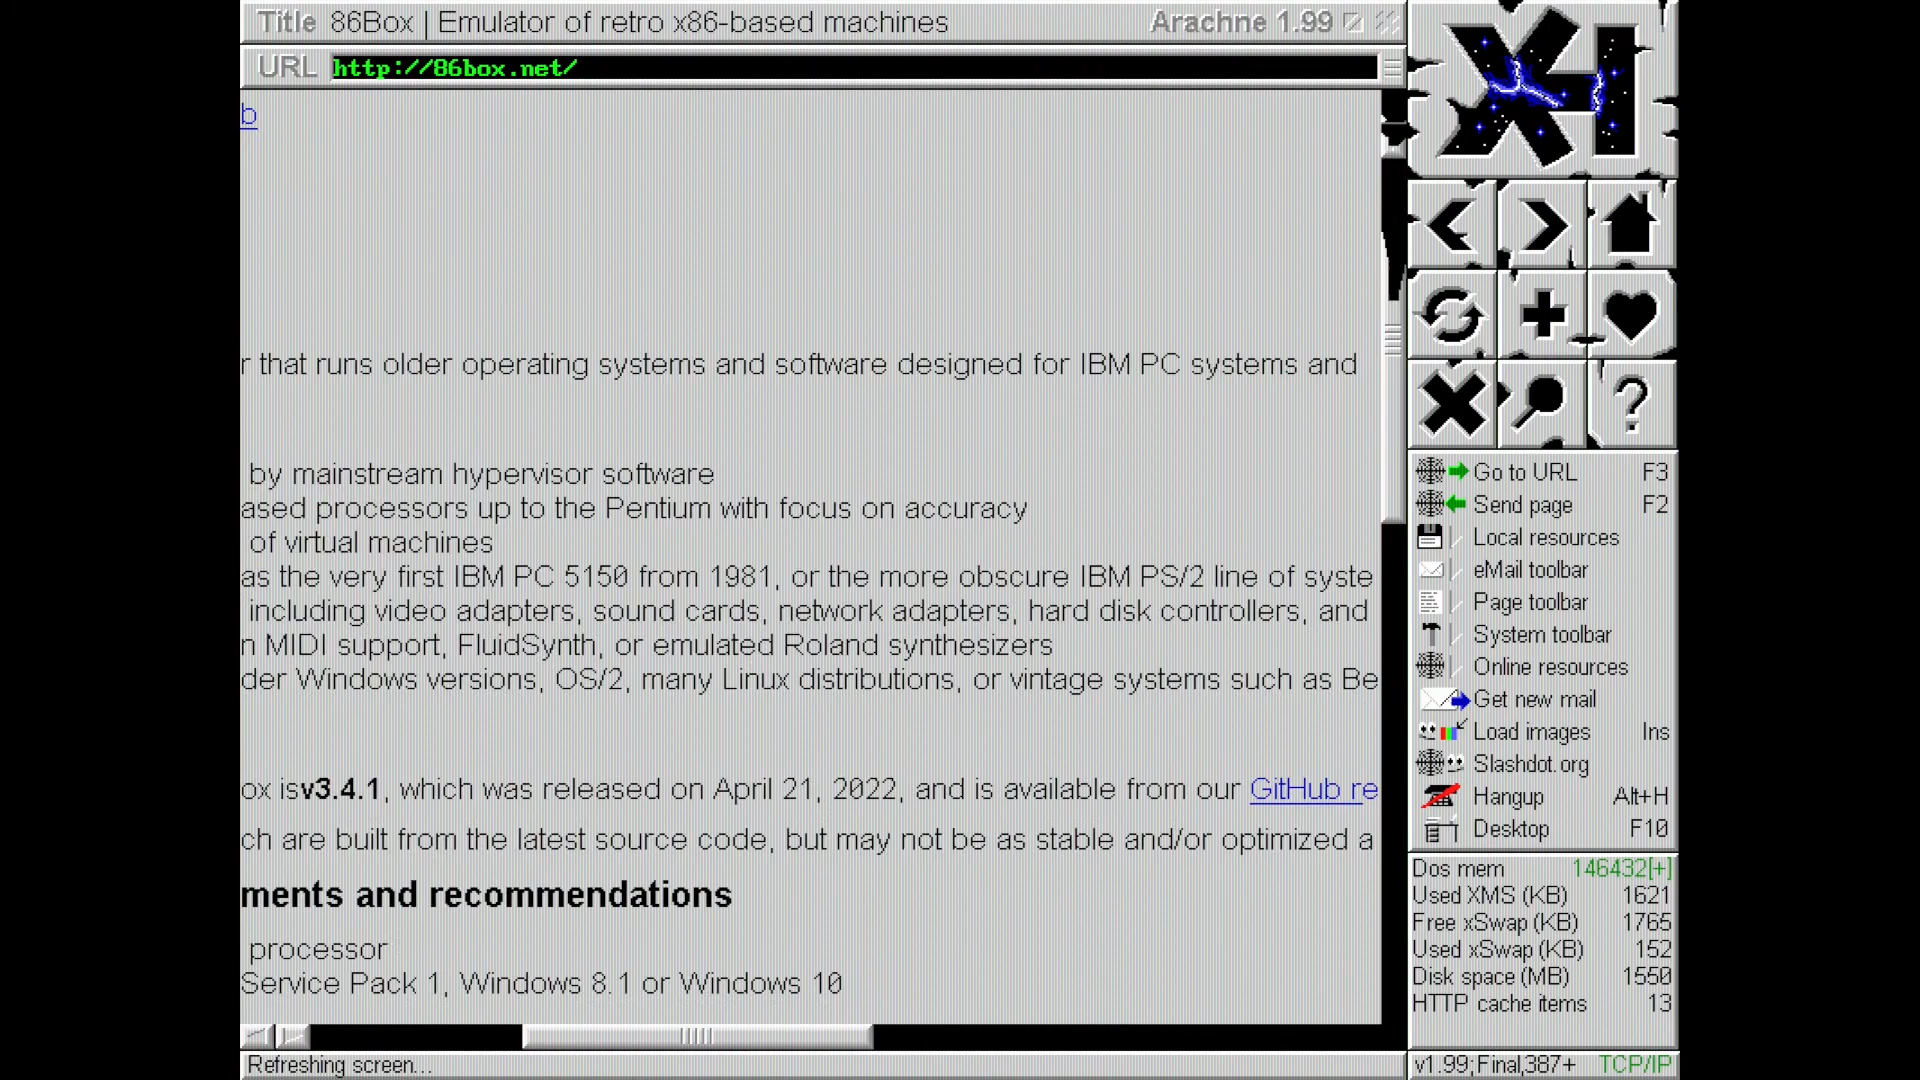 Title 86Box | Emulator of retro x86-based machines Arachne 1.99
URL http://86box.net/
b
r that runs older operating systems and software designed for IBM PC systems and
by mainstream hypervisor software
ased processors up to the Pentium with focus on accuracy
of virtual machines
as the very first IBM PC 5150 from 1981, or the more obscure IBM PS/2 line of syste
including video adapters, sound cards, network adapters, hard disk controllers, and
n MIDI support, FluidSynth, or emulated Roland synthesizers
der Windows versions, OS/2, many Linux distributions, or vintage systems such as Be
ox isv3.4.1, which was released on April 21, 2022, and is available from our GitHub re
ch are built from the latest source code, but may not be as stable and/or optimized a
ments and recommendations
processor
Service Pack 1, Windows 8.1 or Windows 10
Refreshing screen...
Go to URL F3
Send page F2
Local resources
eMail toolbar
Page toolbar
System toolbar
Online resources
Get new mail
Load images Ins
Slashdot.org
Hangup Alt+H
Desktop F10
Dos mem 146432[+]
Used XMS (KB) 1621
Free xSwap (KB) 1765
Used xSwap (KB) 152
Disk space (MB) 1550
HTTP cache items 13
v1.99;Final,387+ TCP/IP